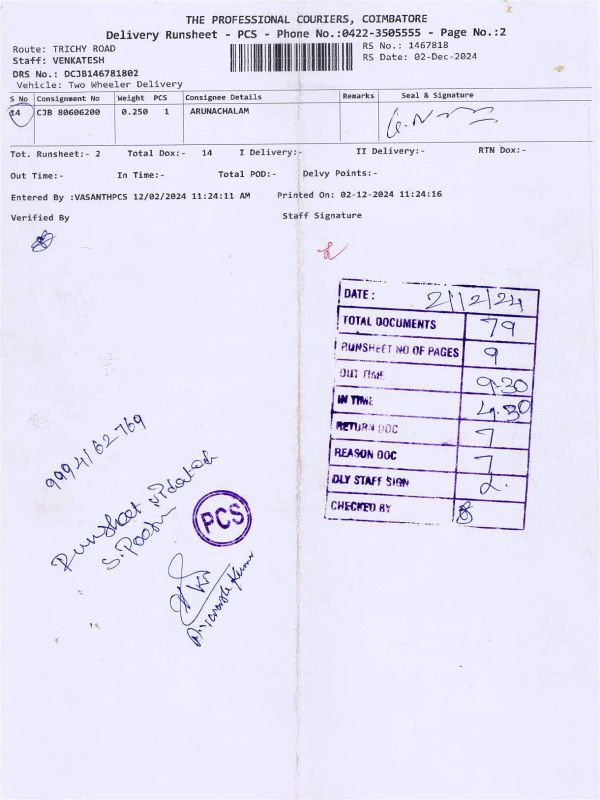 THE PROFESSIONAL COURIERS, COIMBATORE
Delivery Runsheet - PCS - Phone No.:0422-3505555 - Page No.:2
Route: TRICHY ROAD RS No.: 1467818
Staff: VENKATESH RS Date: 02-Dec-2024
DRS No.: DCJB146781802
Vehicle: Two Wheeler Delivery
S No Consignment No Weight PCS Consignee Details Remarks Seal & Signature
14 CJB 80606200 0.250 1 ARUNACHALAM
Tot. Runsheet:- 2 Total Dox:- 14 I Delivery:- II Delivery:- RTN Dox:-
Out Time:- In Time:- Total POD:- Delvy Points:-
Entered By :VASANTHPCS 12/02/2024 11:24:11 AM Printed On: 02-12-2024 11:24:16
Verified By Staff Signature
DATE : 2/12/24
TOTAL DOCUMENTS 79
RUNSHEET NO OF PAGES 9
OUT TIME 9.30
IN TIME 4.30
RETURN DOC 7
REASON DOC 7
DLY STAFF SIGN
CHECKED BY
9994162769
Runsheet
PCS